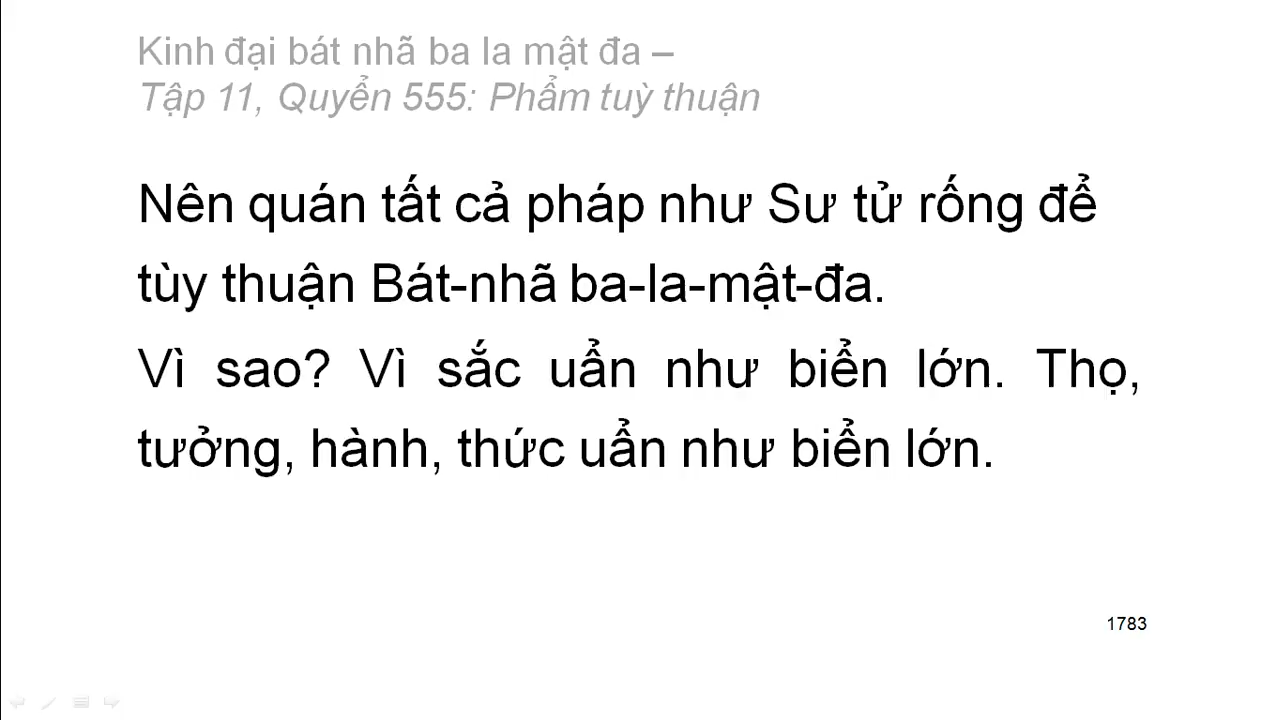 Kinh đại bát nhã ba la mật đa –
Tập 11, Quyển 555: Phẩm tuỳ thuận
Nên quán tất cả pháp như Sư tử rống để
tùy thuận Bát-nhã ba-la-mật-đa.
Vì sao? Vì sắc uẩn như biển lớn. Thọ,
tưởng, hành, thức uẩn như biển lớn.
1783